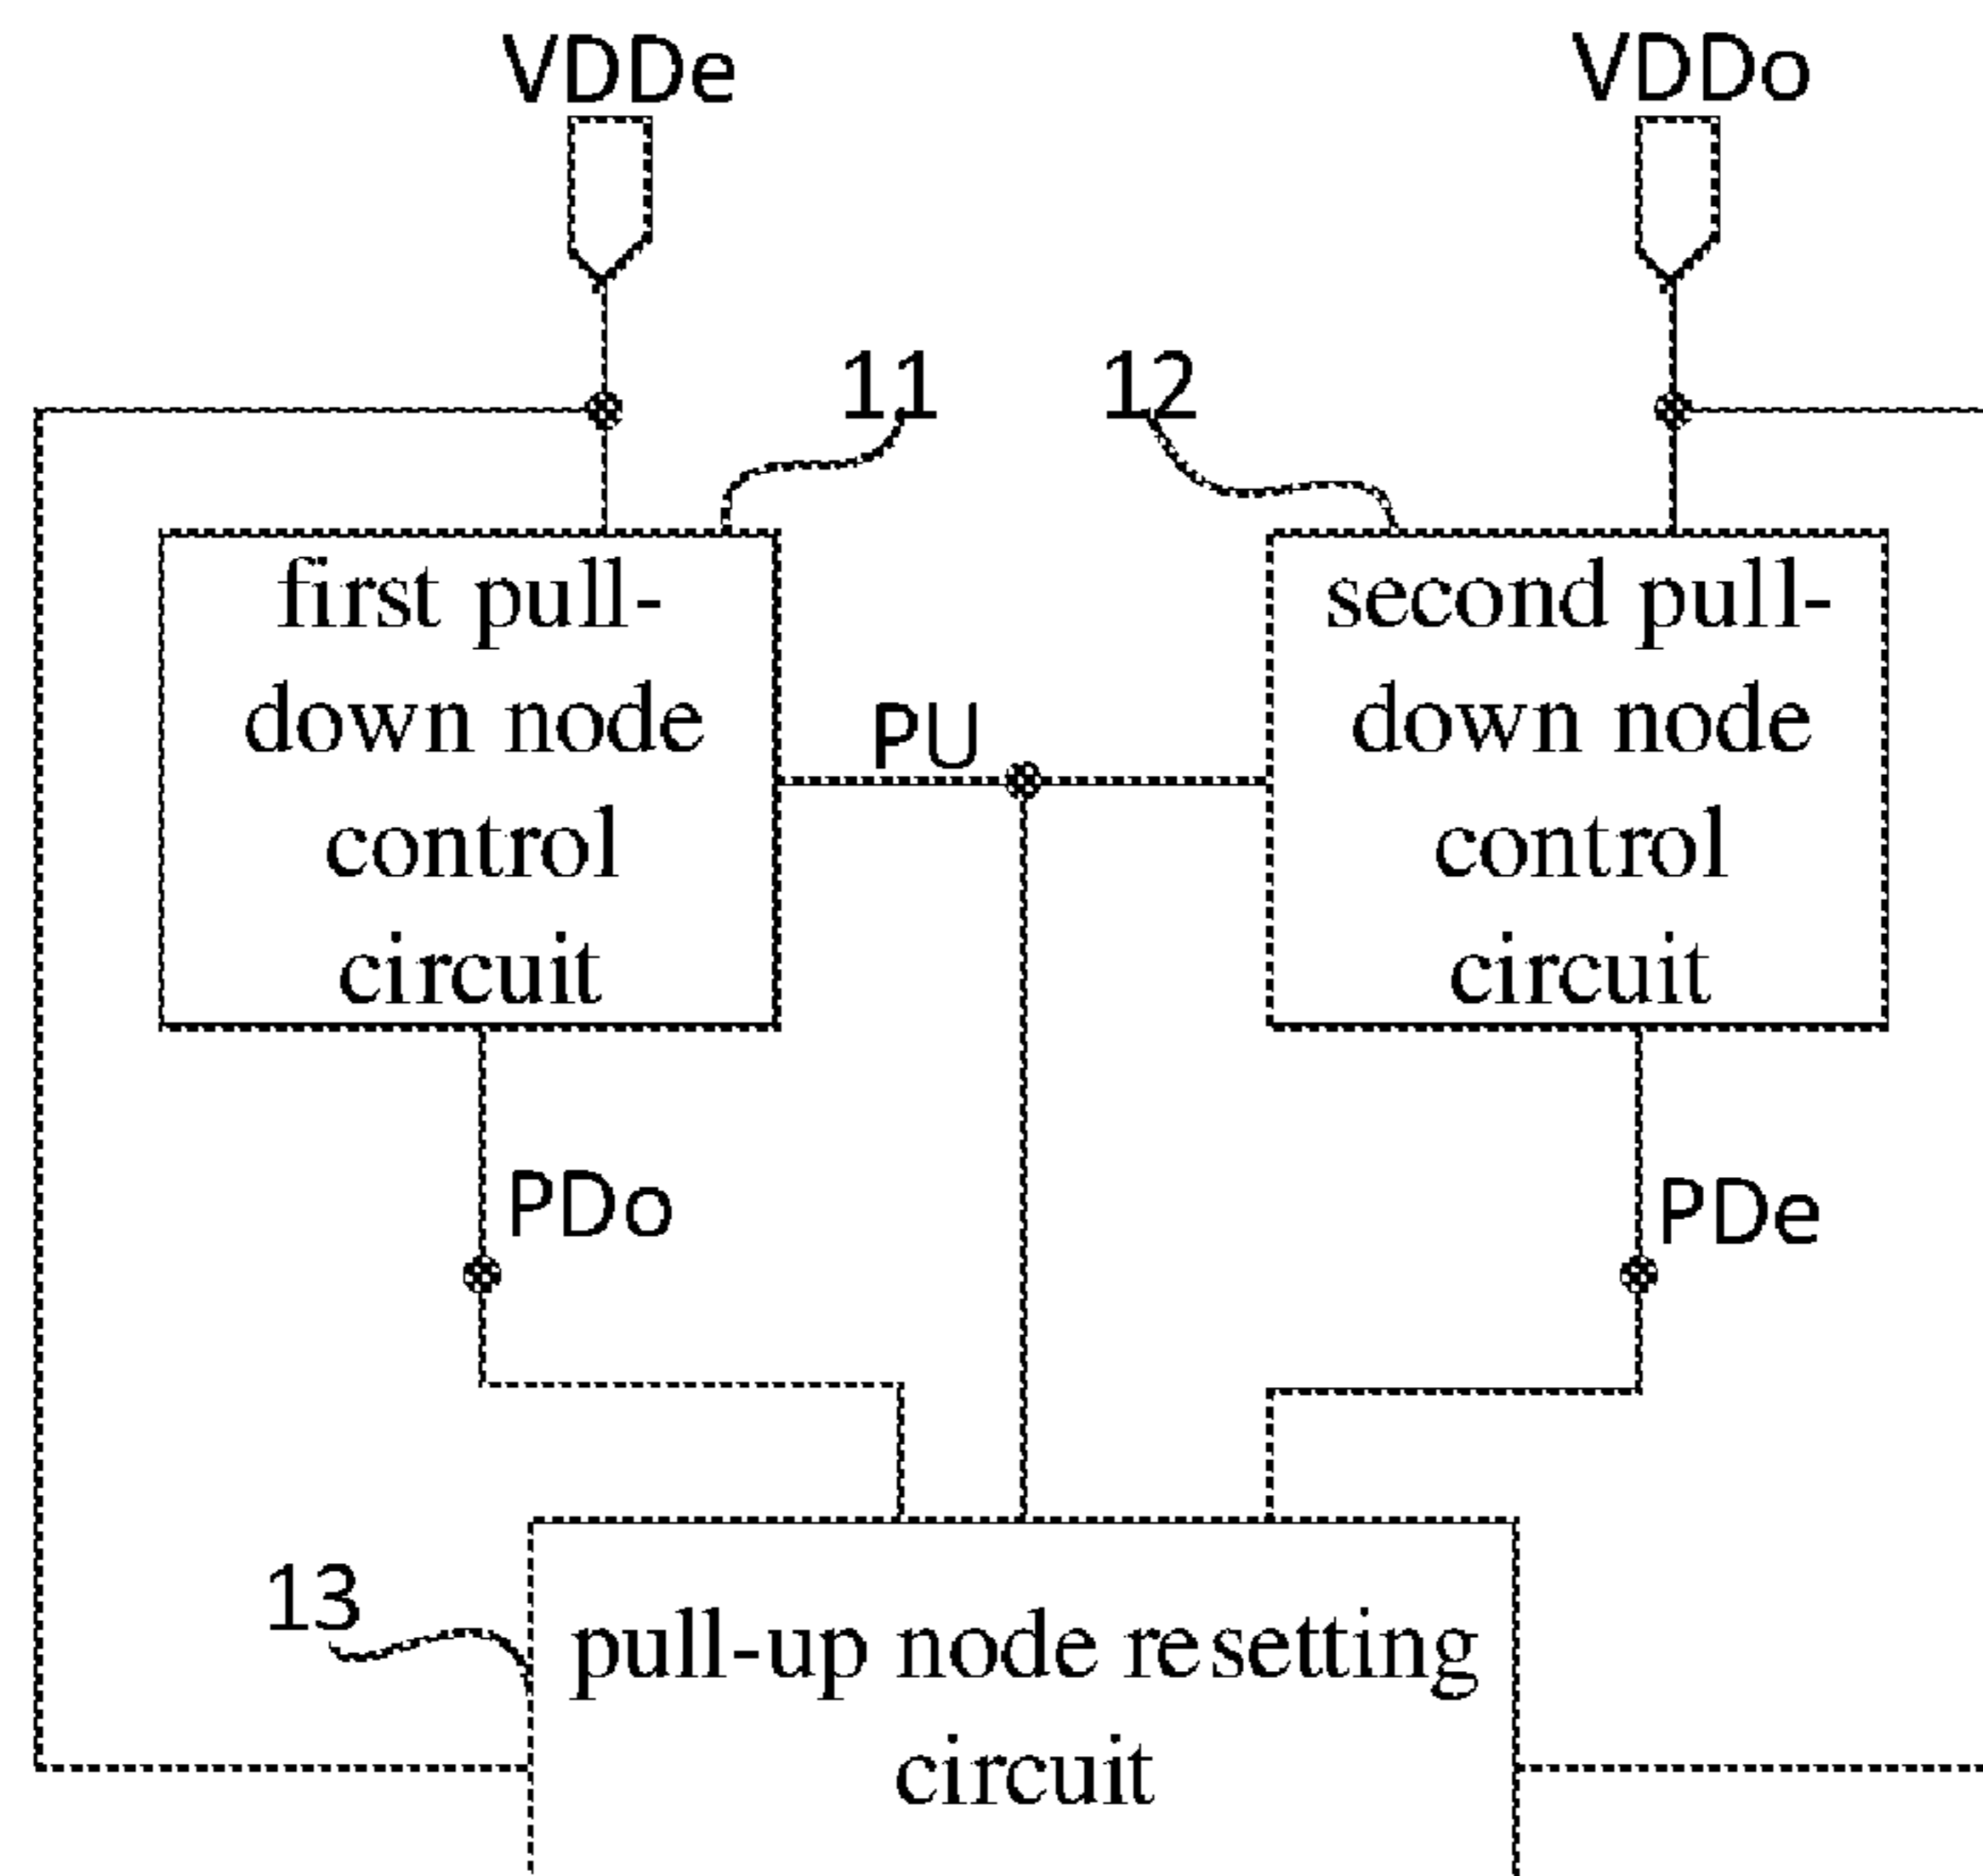 VDDe
VDDo
11
12
first pull-
down node
control
circuit
second pull-
down node
control
circuit
PU
PDo
PDe
13
pull-up node resetting
circuit